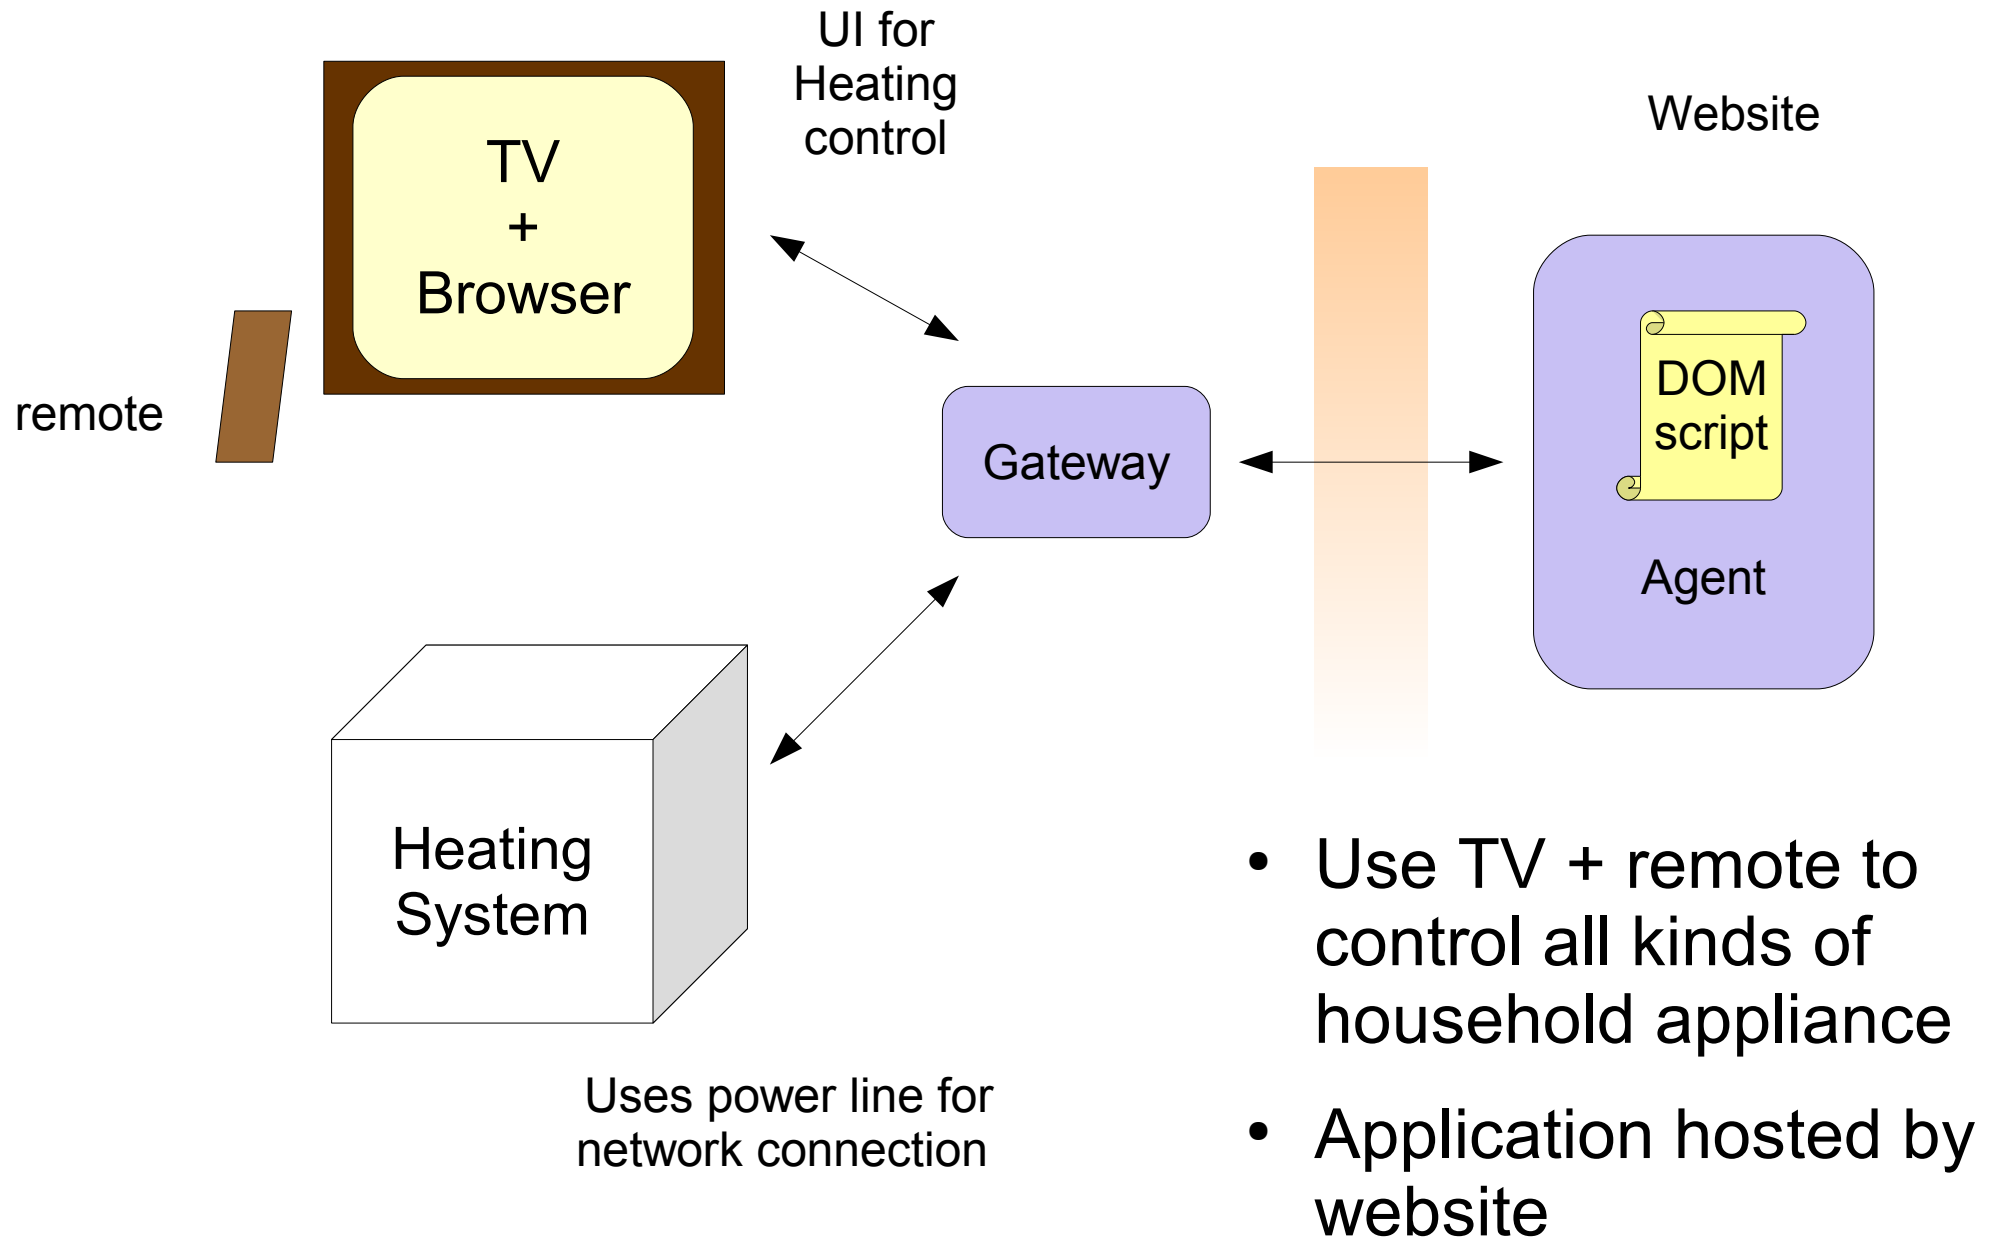 UI for
Heating
control
Website
TV
+
Browser
remote
Gateway
DOM
script
Agent
Heating
System
Uses power line for
network connection
• Use TV + remote to
control all kinds of
household appliance
• Application hosted by
website